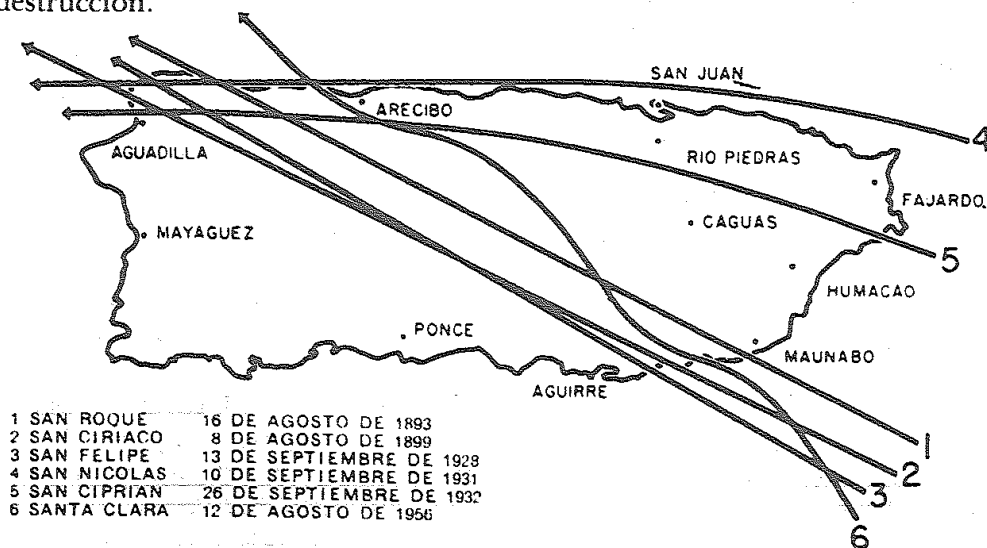 destrucción.
SAN JUAN
ARECIBO
4
AGUADILLA
RIO PIEDRAS
FAJARDO
CAGUAS
MAYAGUEZ
5
HUMACAO
PONCE
MAUNABO
AGUIRRE
1 SAN ROQUE 16 DE AGOSTO DE 1893
2 SAN CIRIACO 8 DE AGOSTO DE 1899
3 SAN FELIPE 13 DE SEPTIEMBRE DE 1928
4 SAN NICOLAS 10 DE SEPTIEMBRE DE 1931
5 SAN CIPRIAN 26 DE SEPTIEMBRE DE 1932
6 SANTA CLARA 12 DE AGOSTO DE 1956
1
2
3
6